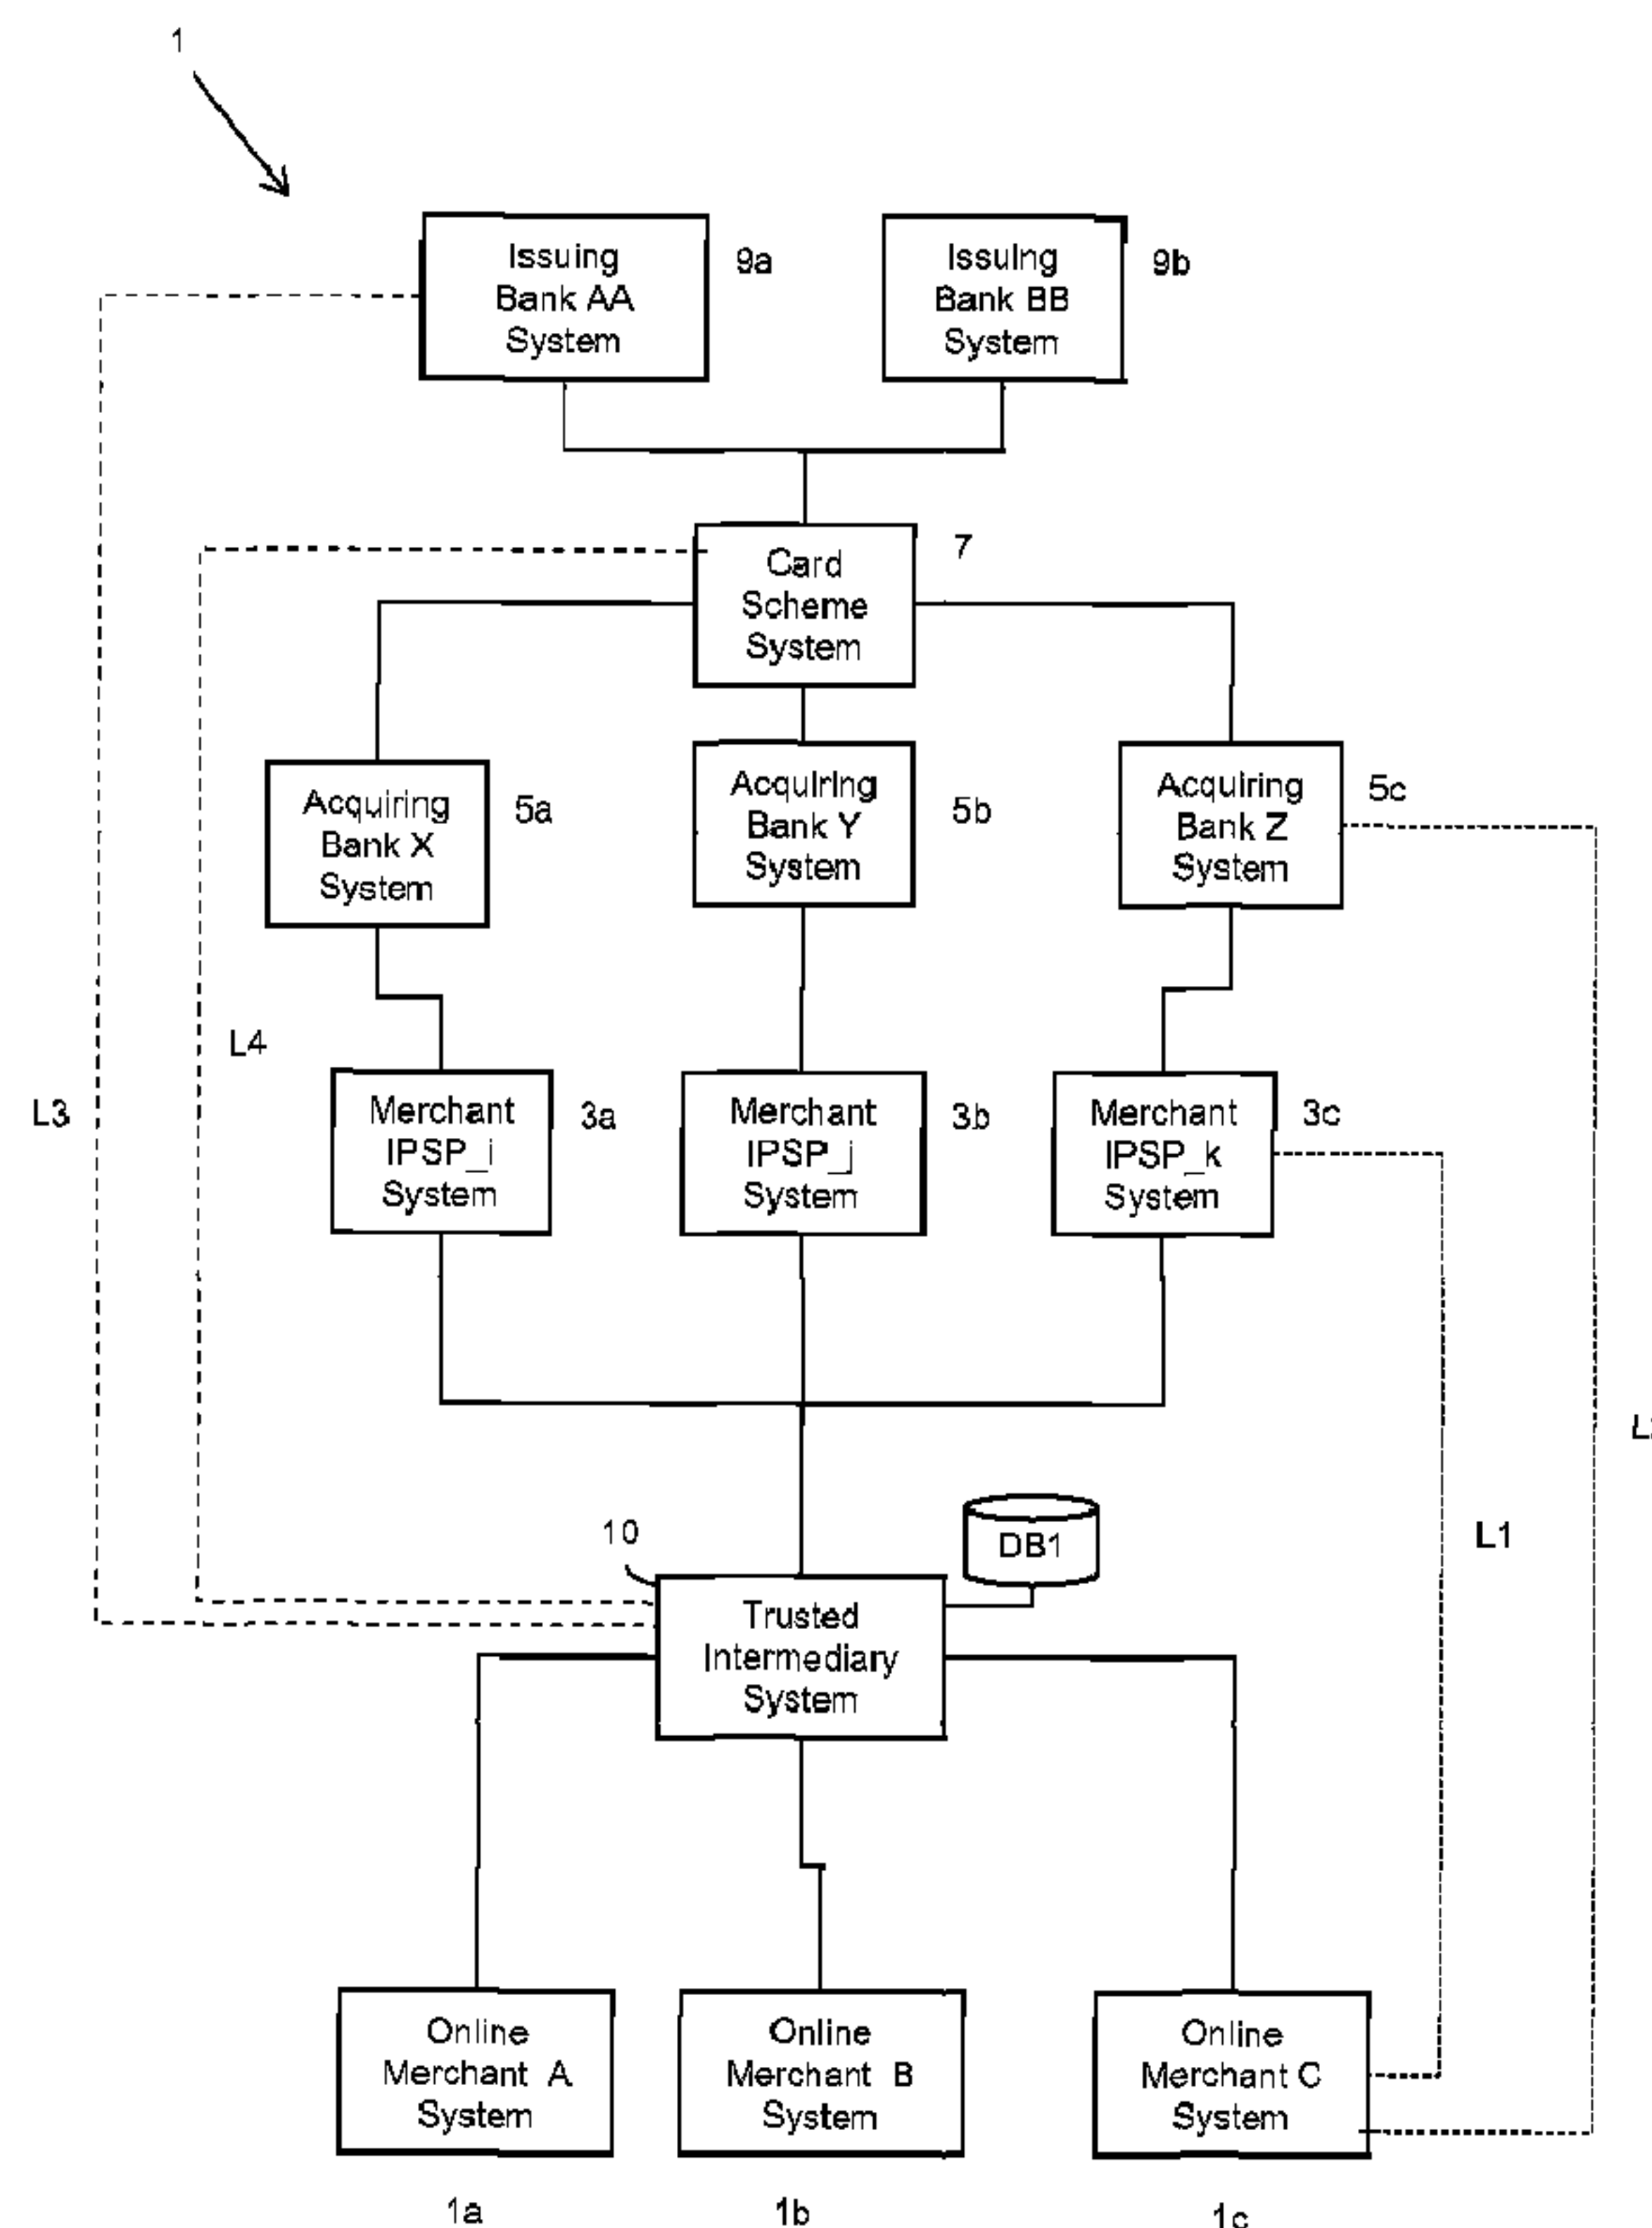 1
Issuing
Bank AA
System
9a
Issuing
Bank BB
System
9b
Card
Scheme
System
7
Acquiring
Bank X
System
5a
Acquiring
Bank Y
System
5b
Acquiring
Bank Z
System
5c
L4
L3
Merchant
IPSP_i
System
3a
Merchant
IPSP_j
System
3b
Merchant
IPSP_k
System
3c
DB1
L1
10
Trusted
Intermediary
System
Online
Merchant A
System
Online
Merchant B
System
Online
Merchant C
System
1a
1b
1c